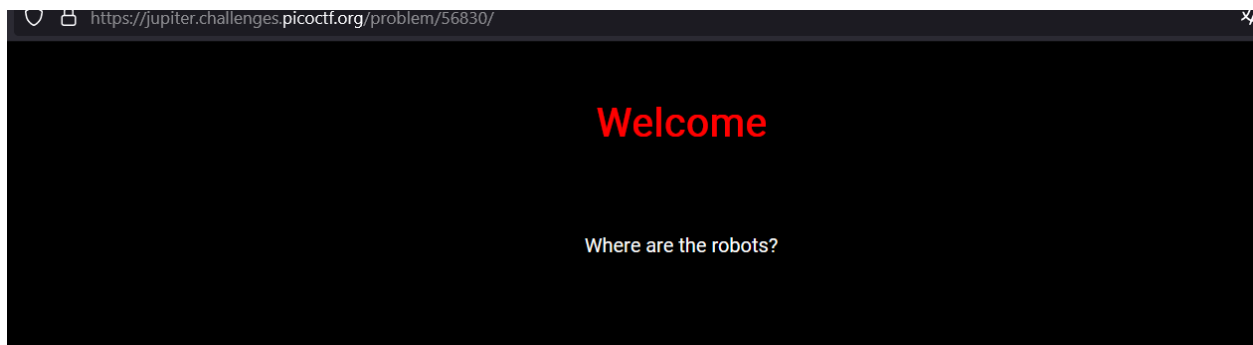 https://jupiter.challenges.picoctf.org/problem/56830/
Welcome
Where are the robots?